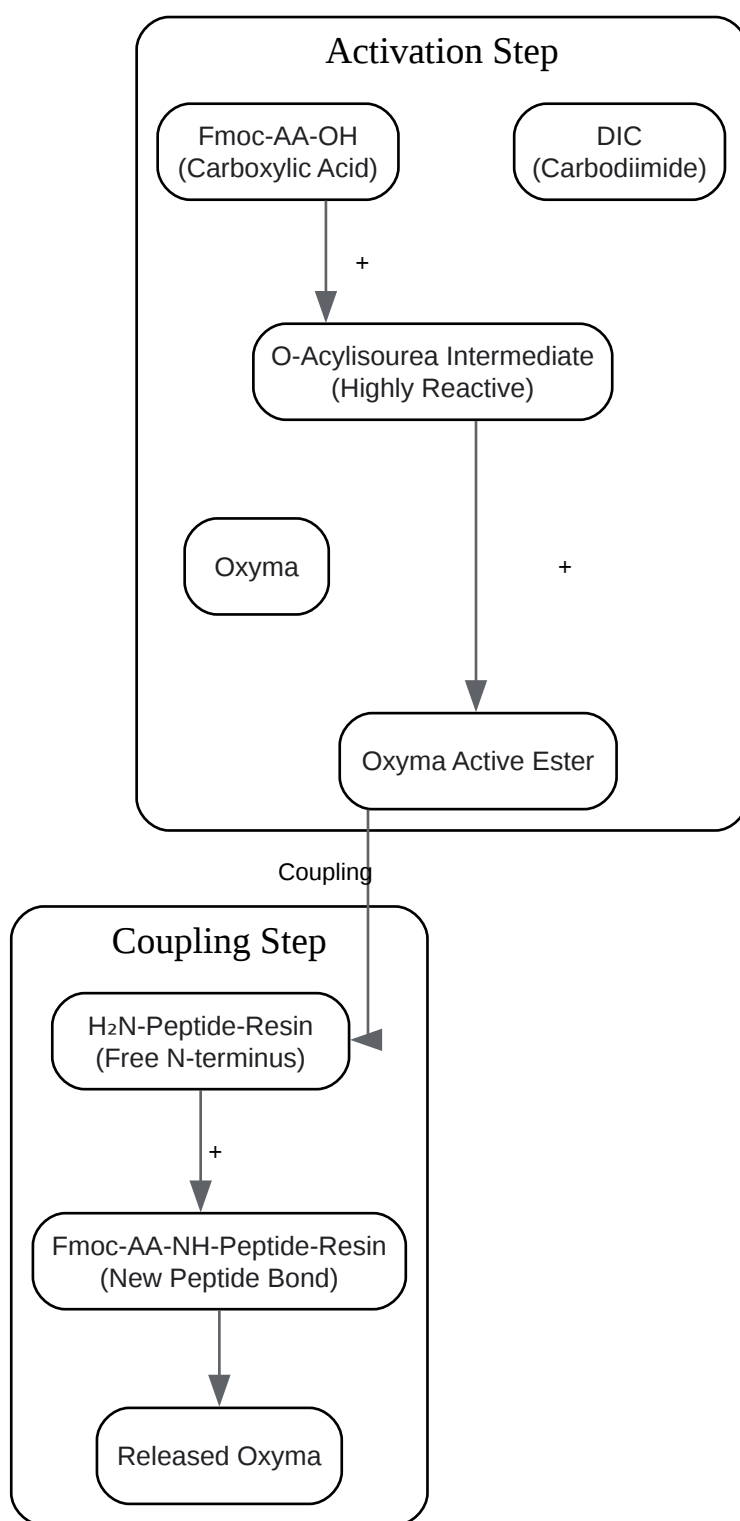 Activation Step
Fmoc-AA-OH
(Carboxylic Acid)
DIC
(Carbodiimide)
+
O-Acylisourea Intermediate
(Highly Reactive)
Oxyma
+
Oxyma Active Ester
Coupling
Coupling Step
H₂N-Peptide-Resin
(Free N-terminus)
+
Fmoc-AA-NH-Peptide-Resin
(New Peptide Bond)
Released Oxyma